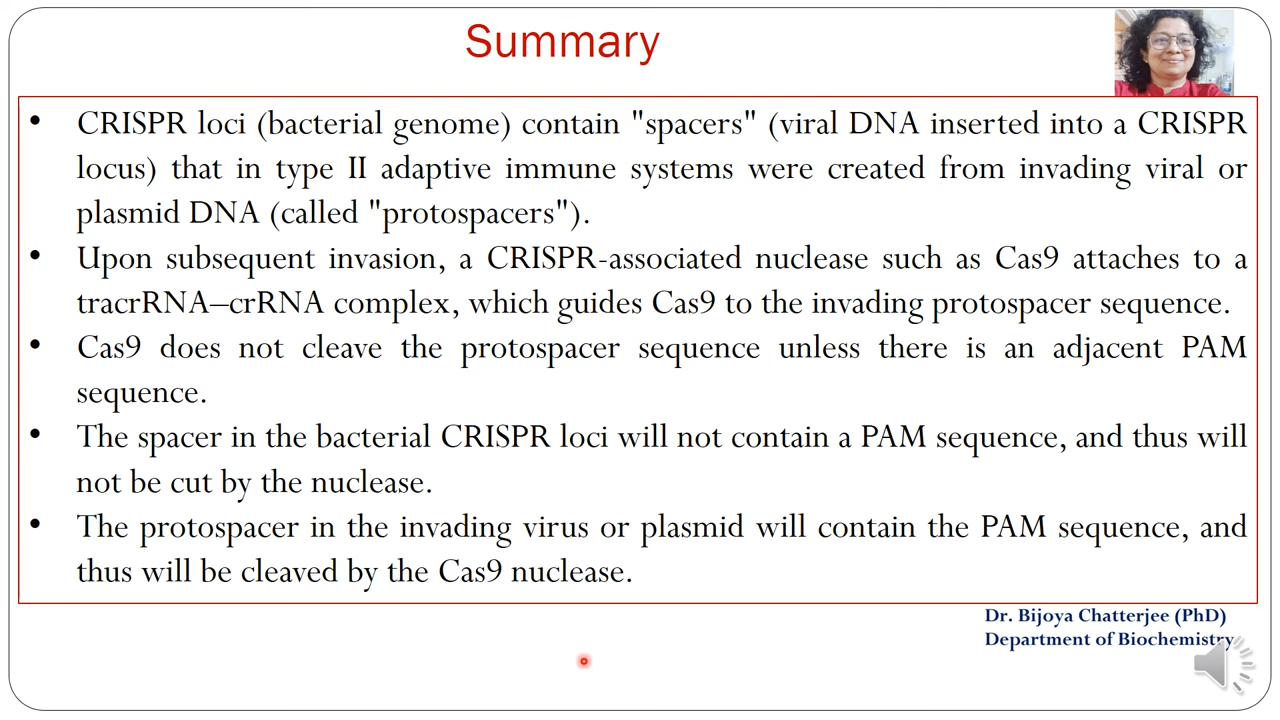 Summary
• CRISPR loci (bacterial genome) contain "spacers" (viral DNA inserted into a CRISPR
locus) that in type II adaptive immune systems were created from invading viral or
plasmid DNA (called "protospacers").
• Upon subsequent invasion, a CRISPR-associated nuclease such as Cas9 attaches to a
tracrRNA–crRNA complex, which guides Cas9 to the invading protospacer sequence.
• Cas9 does not cleave the protospacer sequence unless there is an adjacent PAM
sequence.
• The spacer in the bacterial CRISPR loci will not contain a PAM sequence, and thus will
not be cut by the nuclease.
• The protospacer in the invading virus or plasmid will contain the PAM sequence, and
thus will be cleaved by the Cas9 nuclease.
Dr. Bijoya Chatterjee (PhD)
Department of Biochemistry